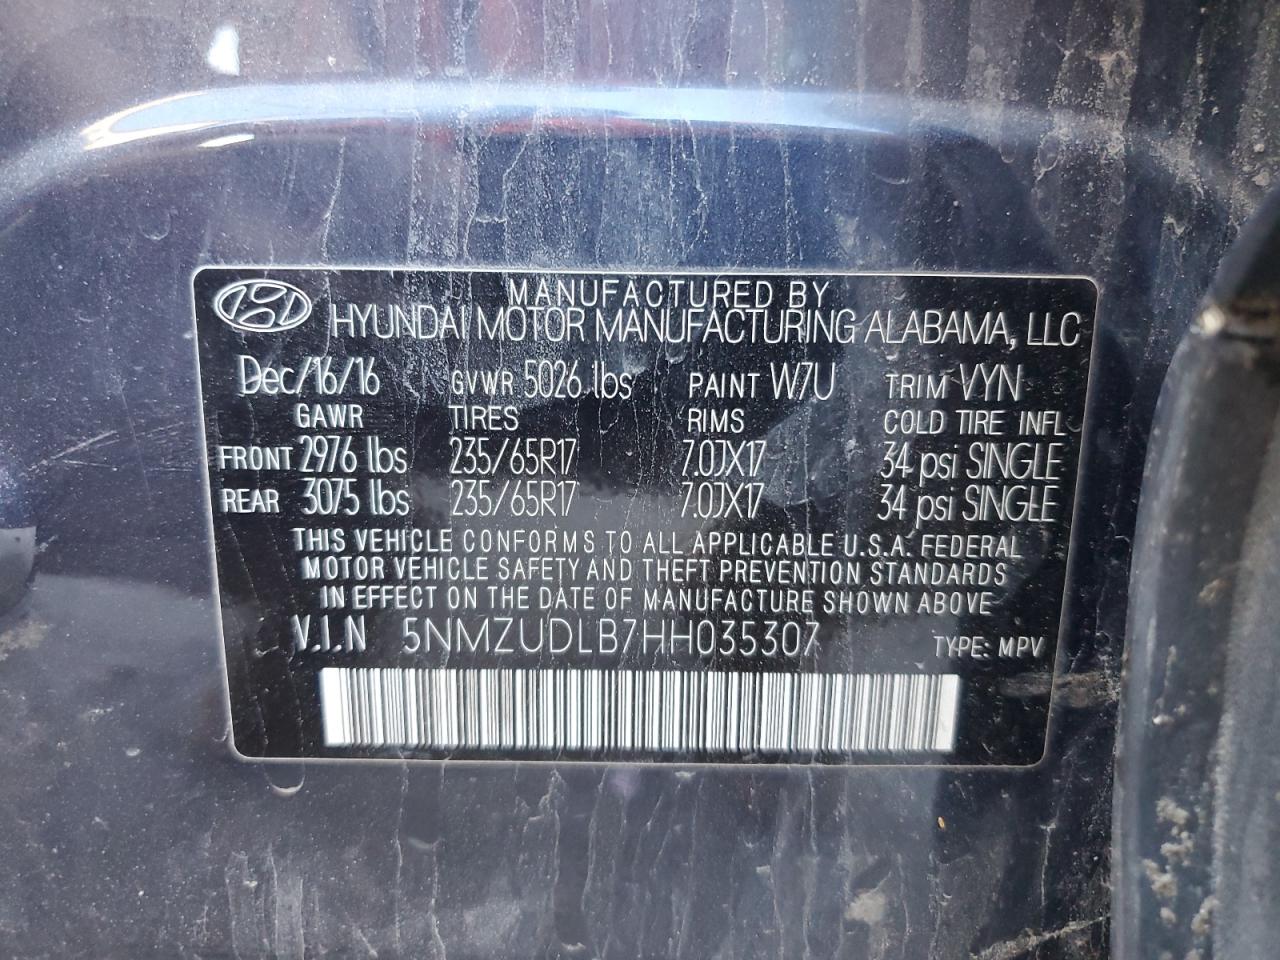 MANUFACTURED BY
HYUNDAI MOTOR MANUFACTURING ALABAMA, LLC
Dec/16/16 GVWR 5026 lbs PAINT W7U TRIM VYN
GAWR TIRES RIMS COLD TIRE INFL
FRONT 2976 lbs 235/65R17 7.0JX17 34 psi SINGLE
REAR 3075 lbs 235/65R17 7.0JX17 34 psi SINGLE
THIS VEHICLE CONFORMS TO ALL APPLICABLE U.S.A. FEDERAL
MOTOR VEHICLE SAFETY AND THEFT PREVENTION STANDARDS
IN EFFECT ON THE DATE OF MANUFACTURE SHOWN ABOVE
V.I.N 5NMZUDLB7HH035307 TYPE: MPV